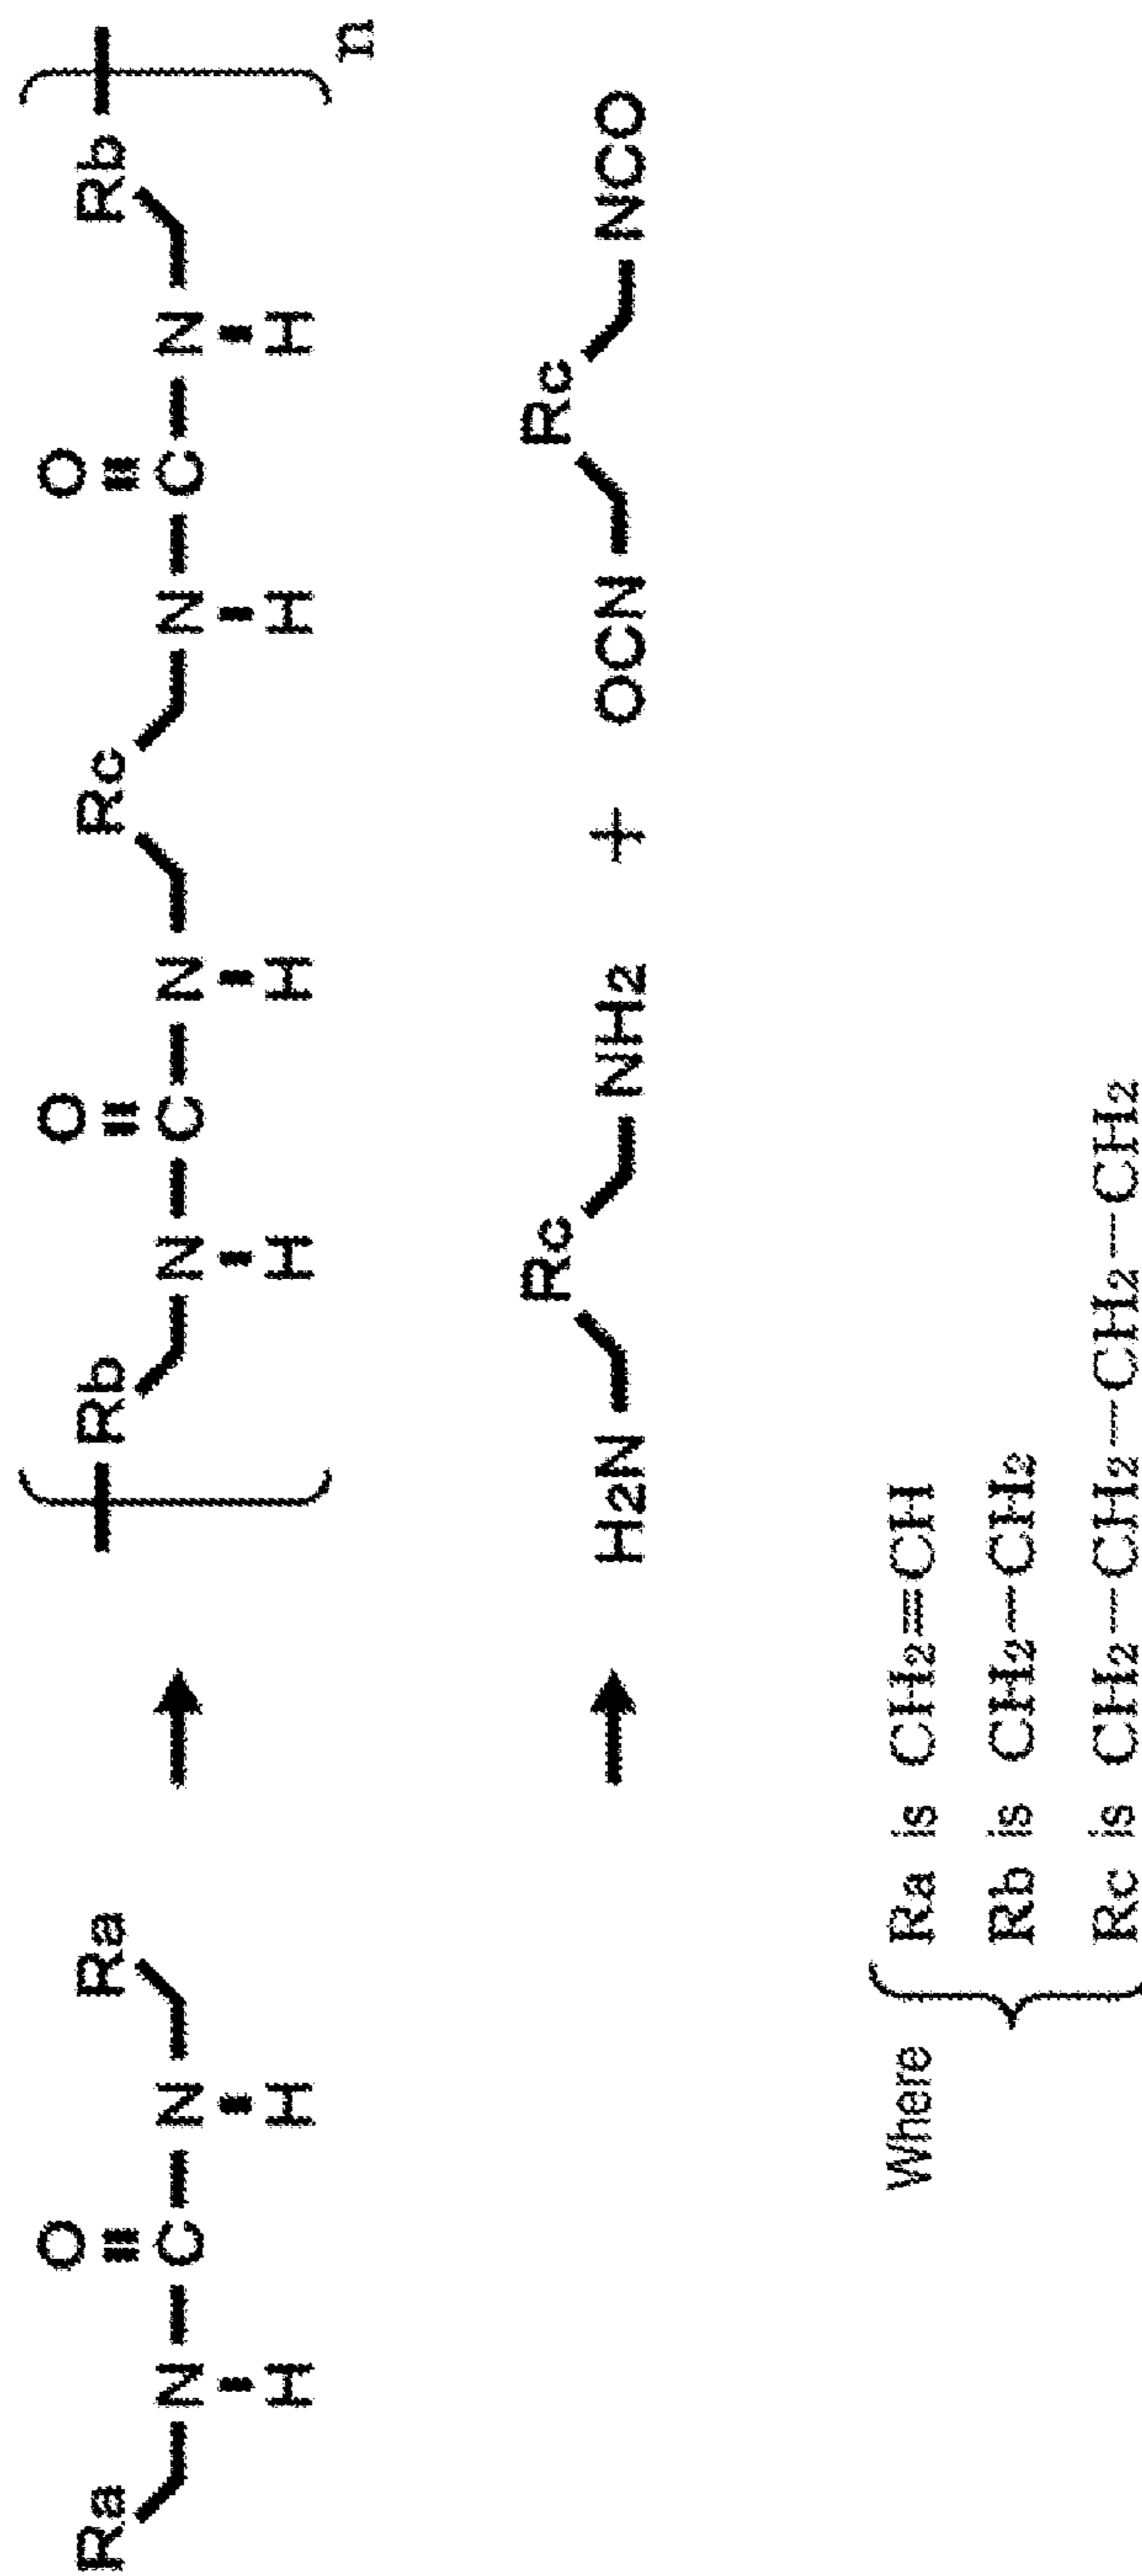 Ra N C N Ra → ( Rb N C N Rc N C N Rb ) n
O O O
H H H H H H
→ H2N Rc NH2 + OCN Rc NCO
Where { Ra is CH2=CH
Rb is CH2—CH2
Rc is CH2—CH2—CH2—CH2